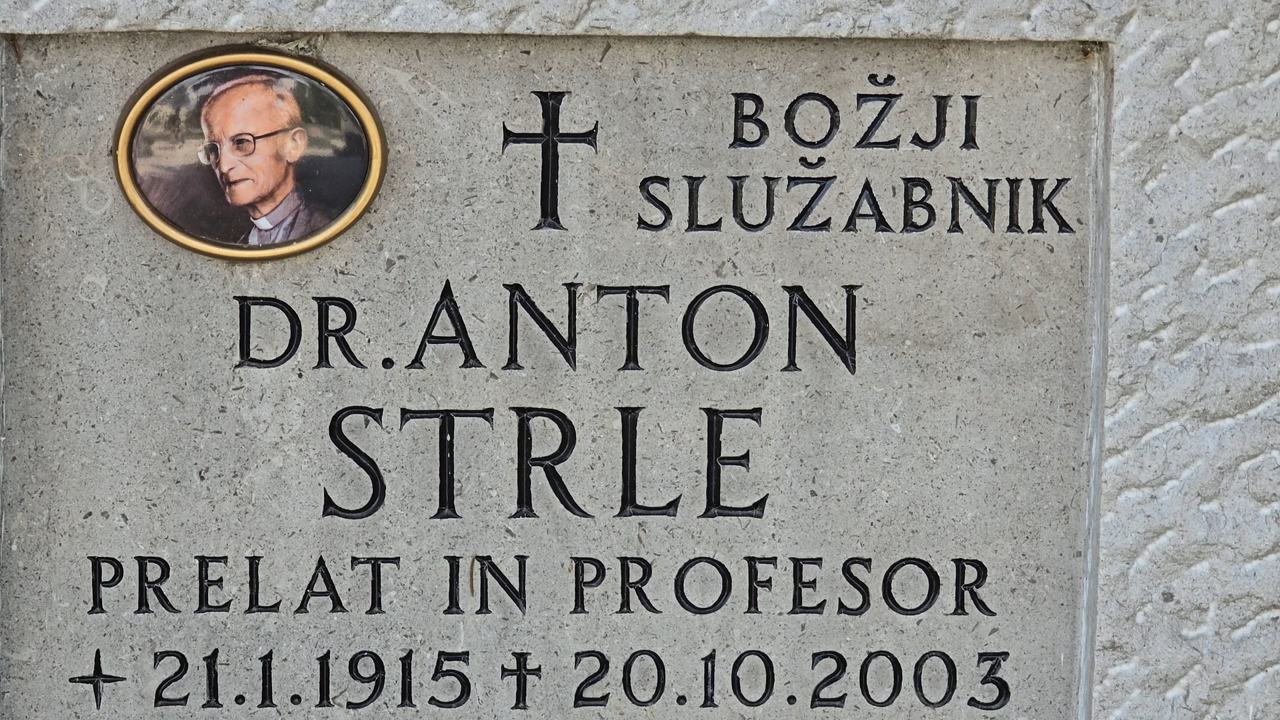 BOŽJI
SLUŽABNIK
DR. ANTON
STRLE
PRELAT IN PROFESOR
+ 21.1.1915 ✝ 20.10.2003